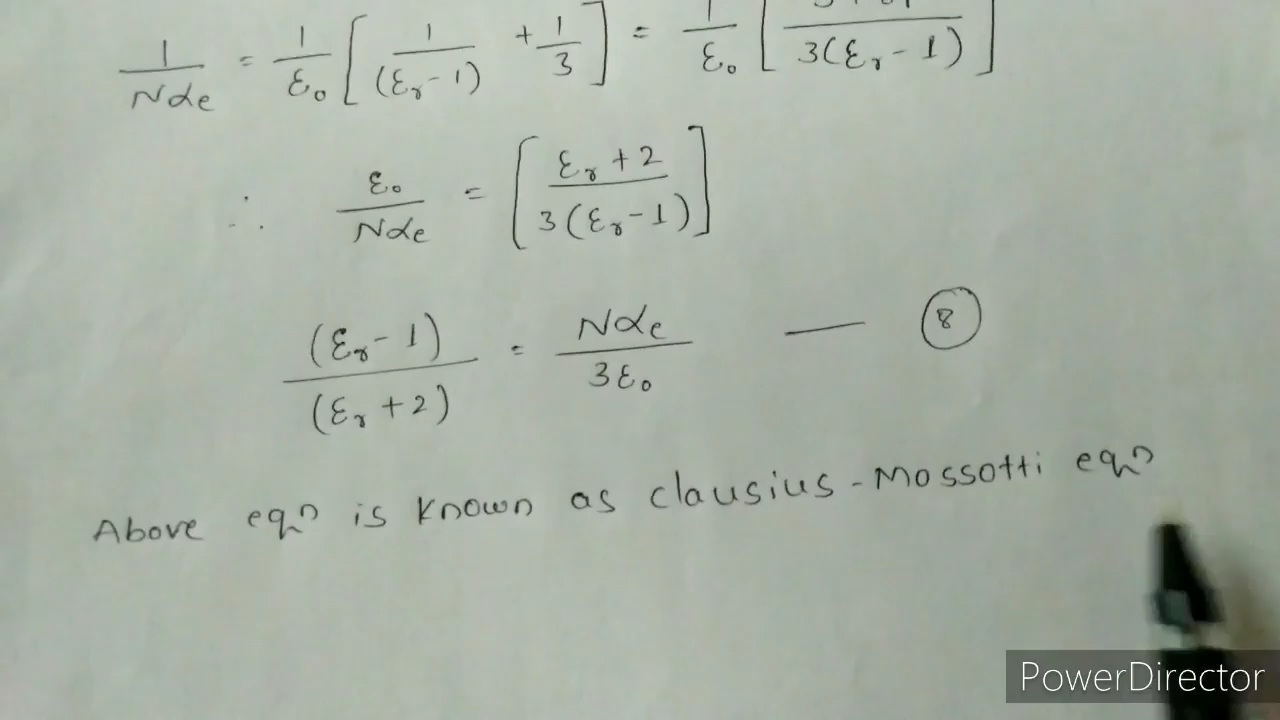 1/Nαe = 1/ε₀ [ 1/(εr - 1) + 1/3 ] = 1/ε₀ [ /3(εr - 1) ]
∴ ε₀/Nαe = [ εr + 2 / 3(εr - 1) ]
(εr - 1)/(εr + 2) = Nαe/3ε₀ — 8
Above eqn is known as clausius - Mossotti eqn
PowerDirector